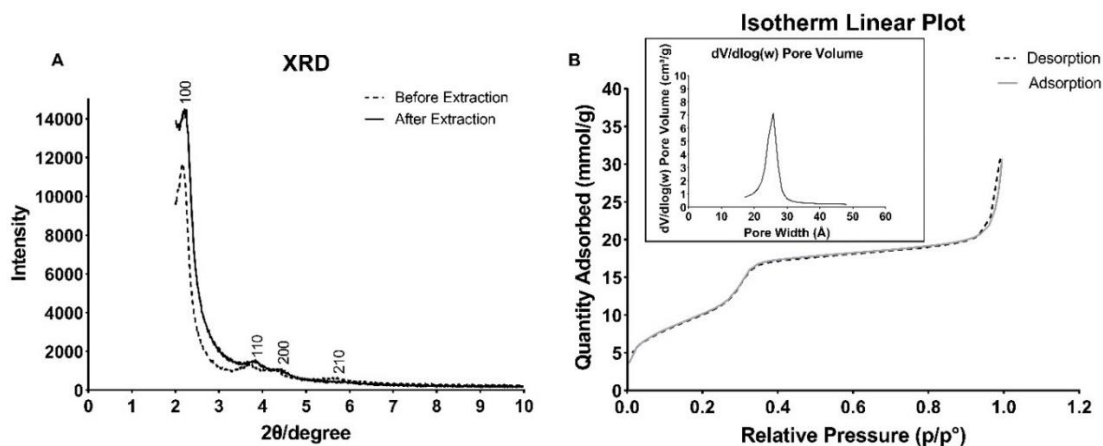 A
XRD
Before Extraction
After Extraction
100
110
200
210
14000
12000
10000
8000
6000
4000
2000
0
Intensity
0 1 2 3 4 5 6 7 8 9 10
2θ/degree
Isotherm Linear Plot
B
Desorption
Adsorption
dV/dlog(w) Pore Volume
dV/dlog(w) Pore Volume (cm³/g)
10
9
8
7
6
5
4
3
2
1
0
0 10 20 30 40 50 60
Pore Width (Å)
Quantity Adsorbed (mmol/g)
40
35
30
25
20
15
10
5
0
0.0 0.2 0.4 0.6 0.8 1.0 1.2
Relative Pressure (p/p°)